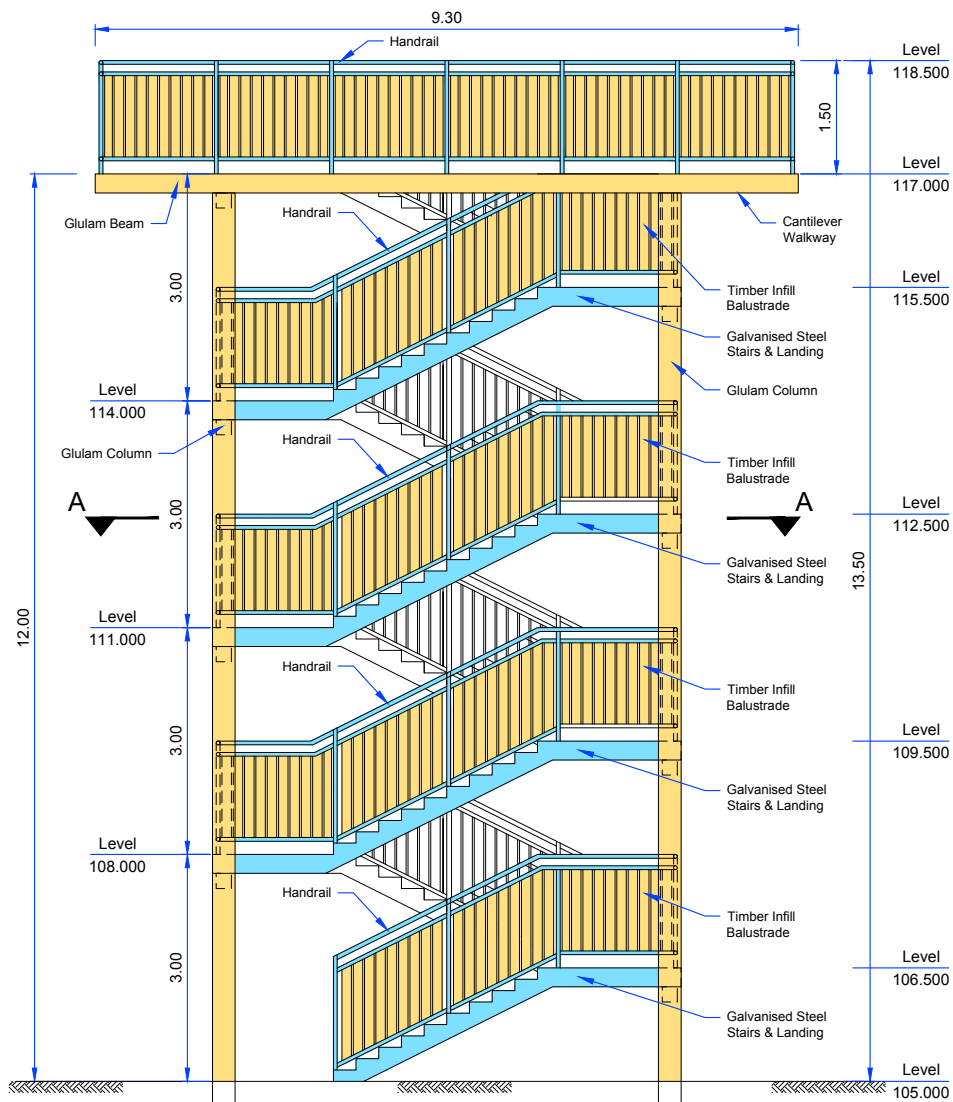 9.30
Handrail
Level
118.500
1.50
Level
117.000
Glulam Beam
Handrail
Cantilever
Walkway
3.00
Timber Infill
Balustrade
Level
115.500
Galvanised Steel
Stairs & Landing
Level
114.000
Glulam Column
Handrail
Glulam Column
Timber Infill
Balustrade
A
3.00
A
Level
112.500
Galvanised Steel
Stairs & Landing
13.50
12.00
Level
111.000
Handrail
Timber Infill
Balustrade
3.00
Level
109.500
Galvanised Steel
Stairs & Landing
Level
108.000
Handrail
Timber Infill
Balustrade
3.00
Level
106.500
Galvanised Steel
Stairs & Landing
Level
105.000